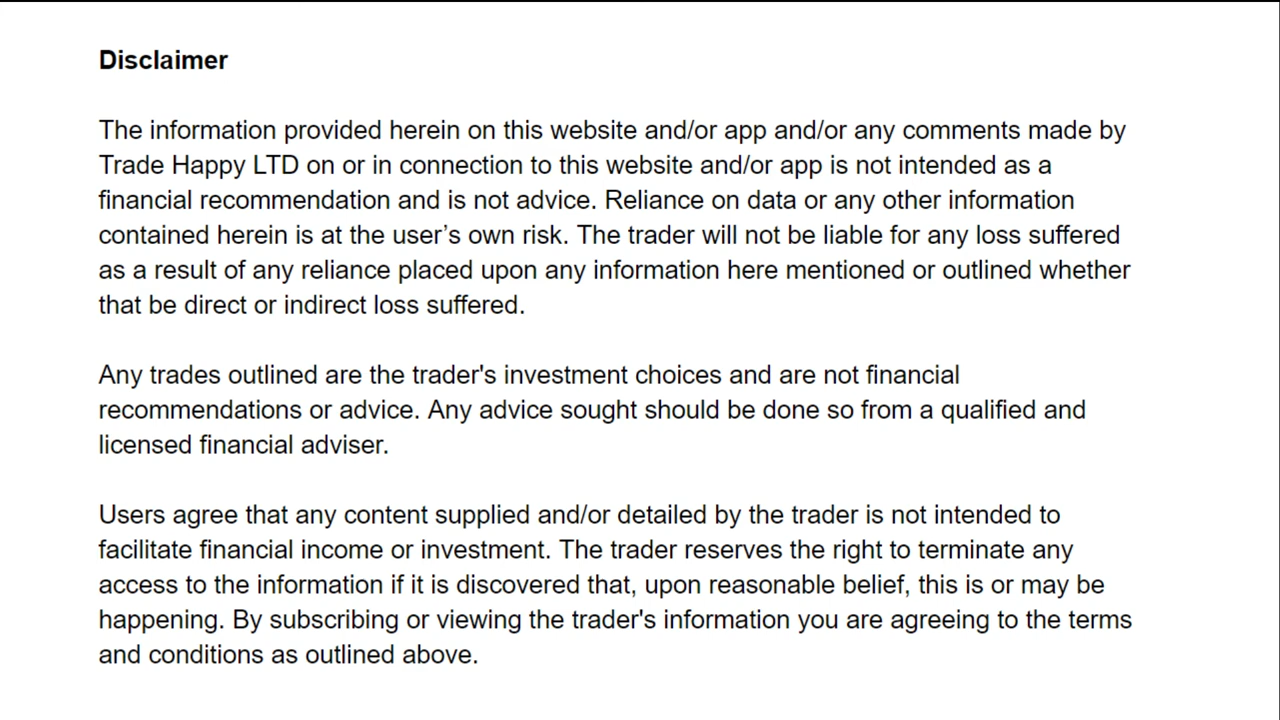 Disclaimer
The information provided herein on this website and/or app and/or any comments made by
Trade Happy LTD on or in connection to this website and/or app is not intended as a
financial recommendation and is not advice. Reliance on data or any other information
contained herein is at the user’s own risk. The trader will not be liable for any loss suffered
as a result of any reliance placed upon any information here mentioned or outlined whether
that be direct or indirect loss suffered.
Any trades outlined are the trader's investment choices and are not financial
recommendations or advice. Any advice sought should be done so from a qualified and
licensed financial adviser.
Users agree that any content supplied and/or detailed by the trader is not intended to
facilitate financial income or investment. The trader reserves the right to terminate any
access to the information if it is discovered that, upon reasonable belief, this is or may be
happening. By subscribing or viewing the trader's information you are agreeing to the terms
and conditions as outlined above.